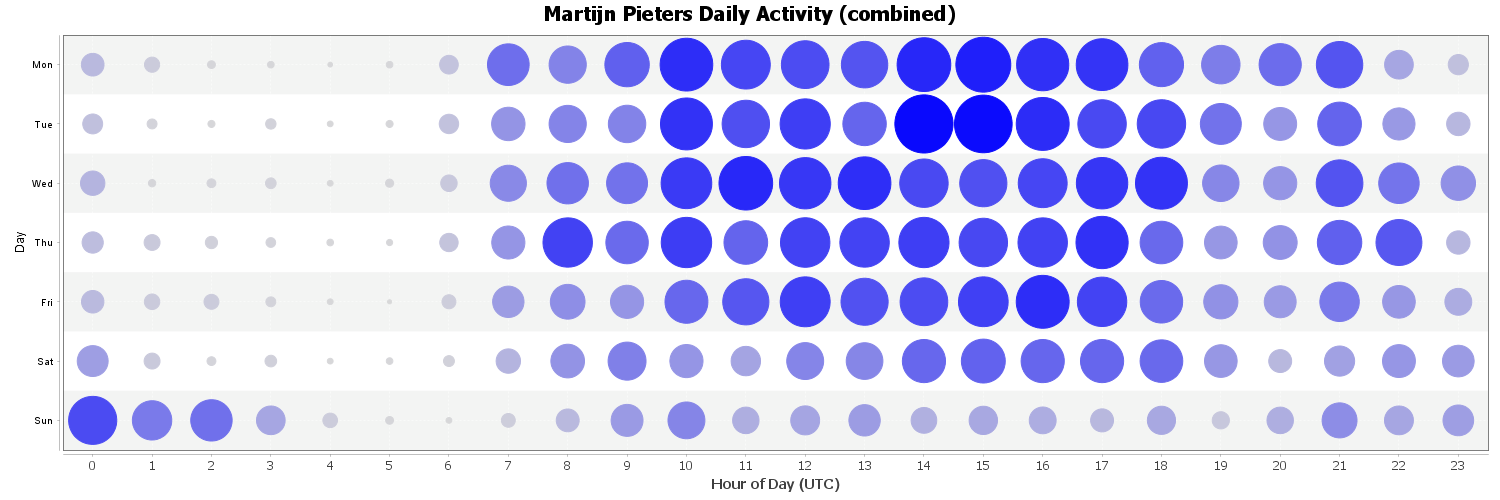 Martijn Pieters Daily Activity (combined)
Day
Mon
Tue
Wed
Thu
Fri
Sat
Sun
0 1 2 3 4 5 6 7 8 9 10 11 12 13 14 15 16 17 18 19 20 21 22 23
Hour of Day (UTC)